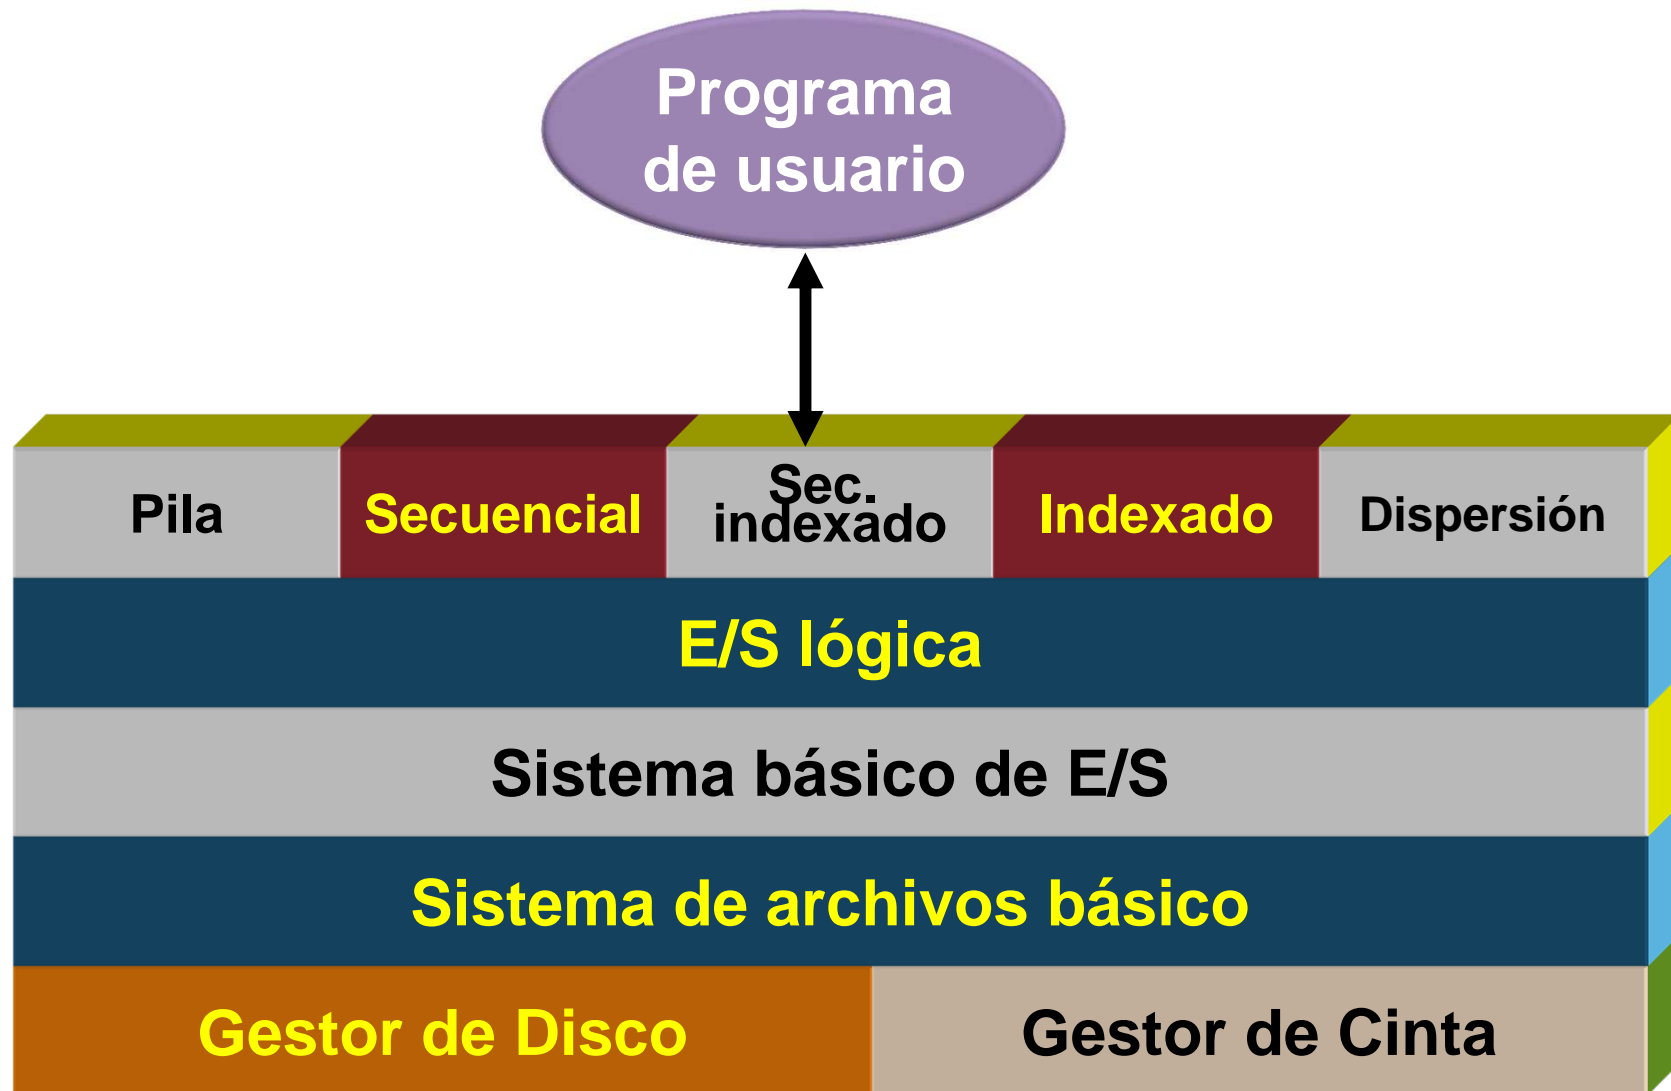 Programa
de usuario
Pila
Secuencial
Sec.
indexado
Indexado
Dispersión
E/S lógica
Sistema básico de E/S
Sistema de archivos básico
Gestor de Disco
Gestor de Cinta